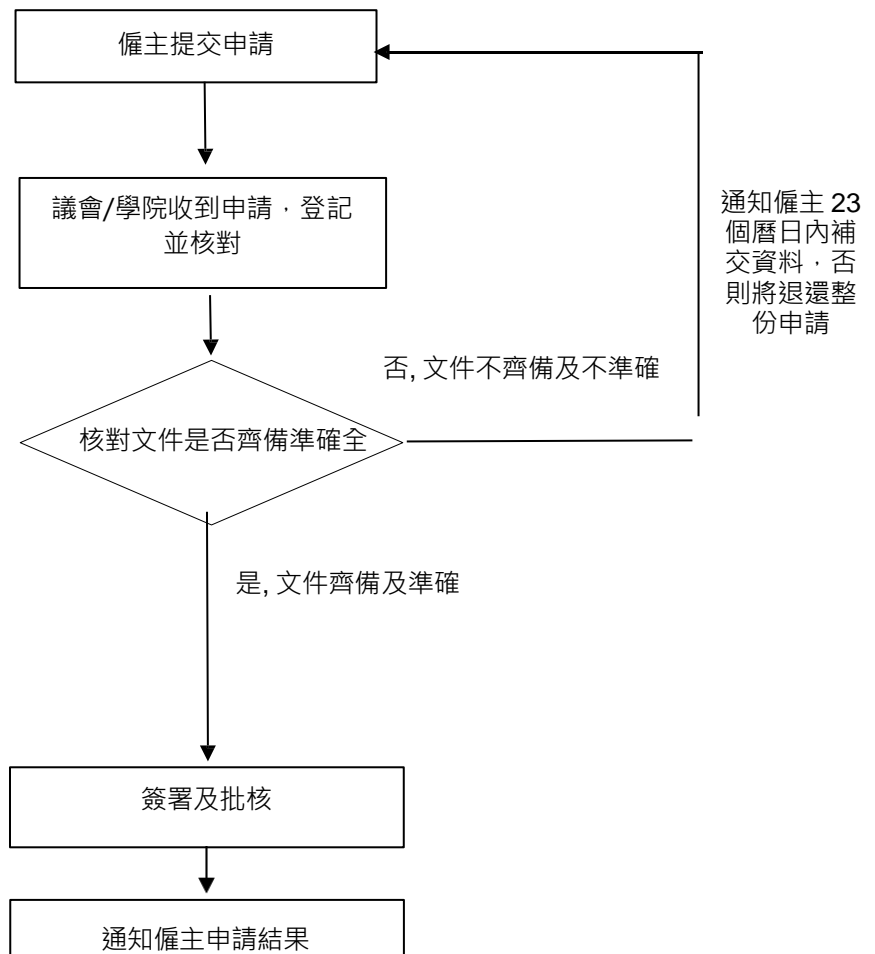 僱主提交申請
議會/學院收到申請，登記
並核對
通知僱主 23
個曆日內補
交資料，否
則將退還整
份申請
否, 文件不齊備及不準確
核對文件是否齊備準確全
是, 文件齊備及準確
簽署及批核
通知僱主申請結果